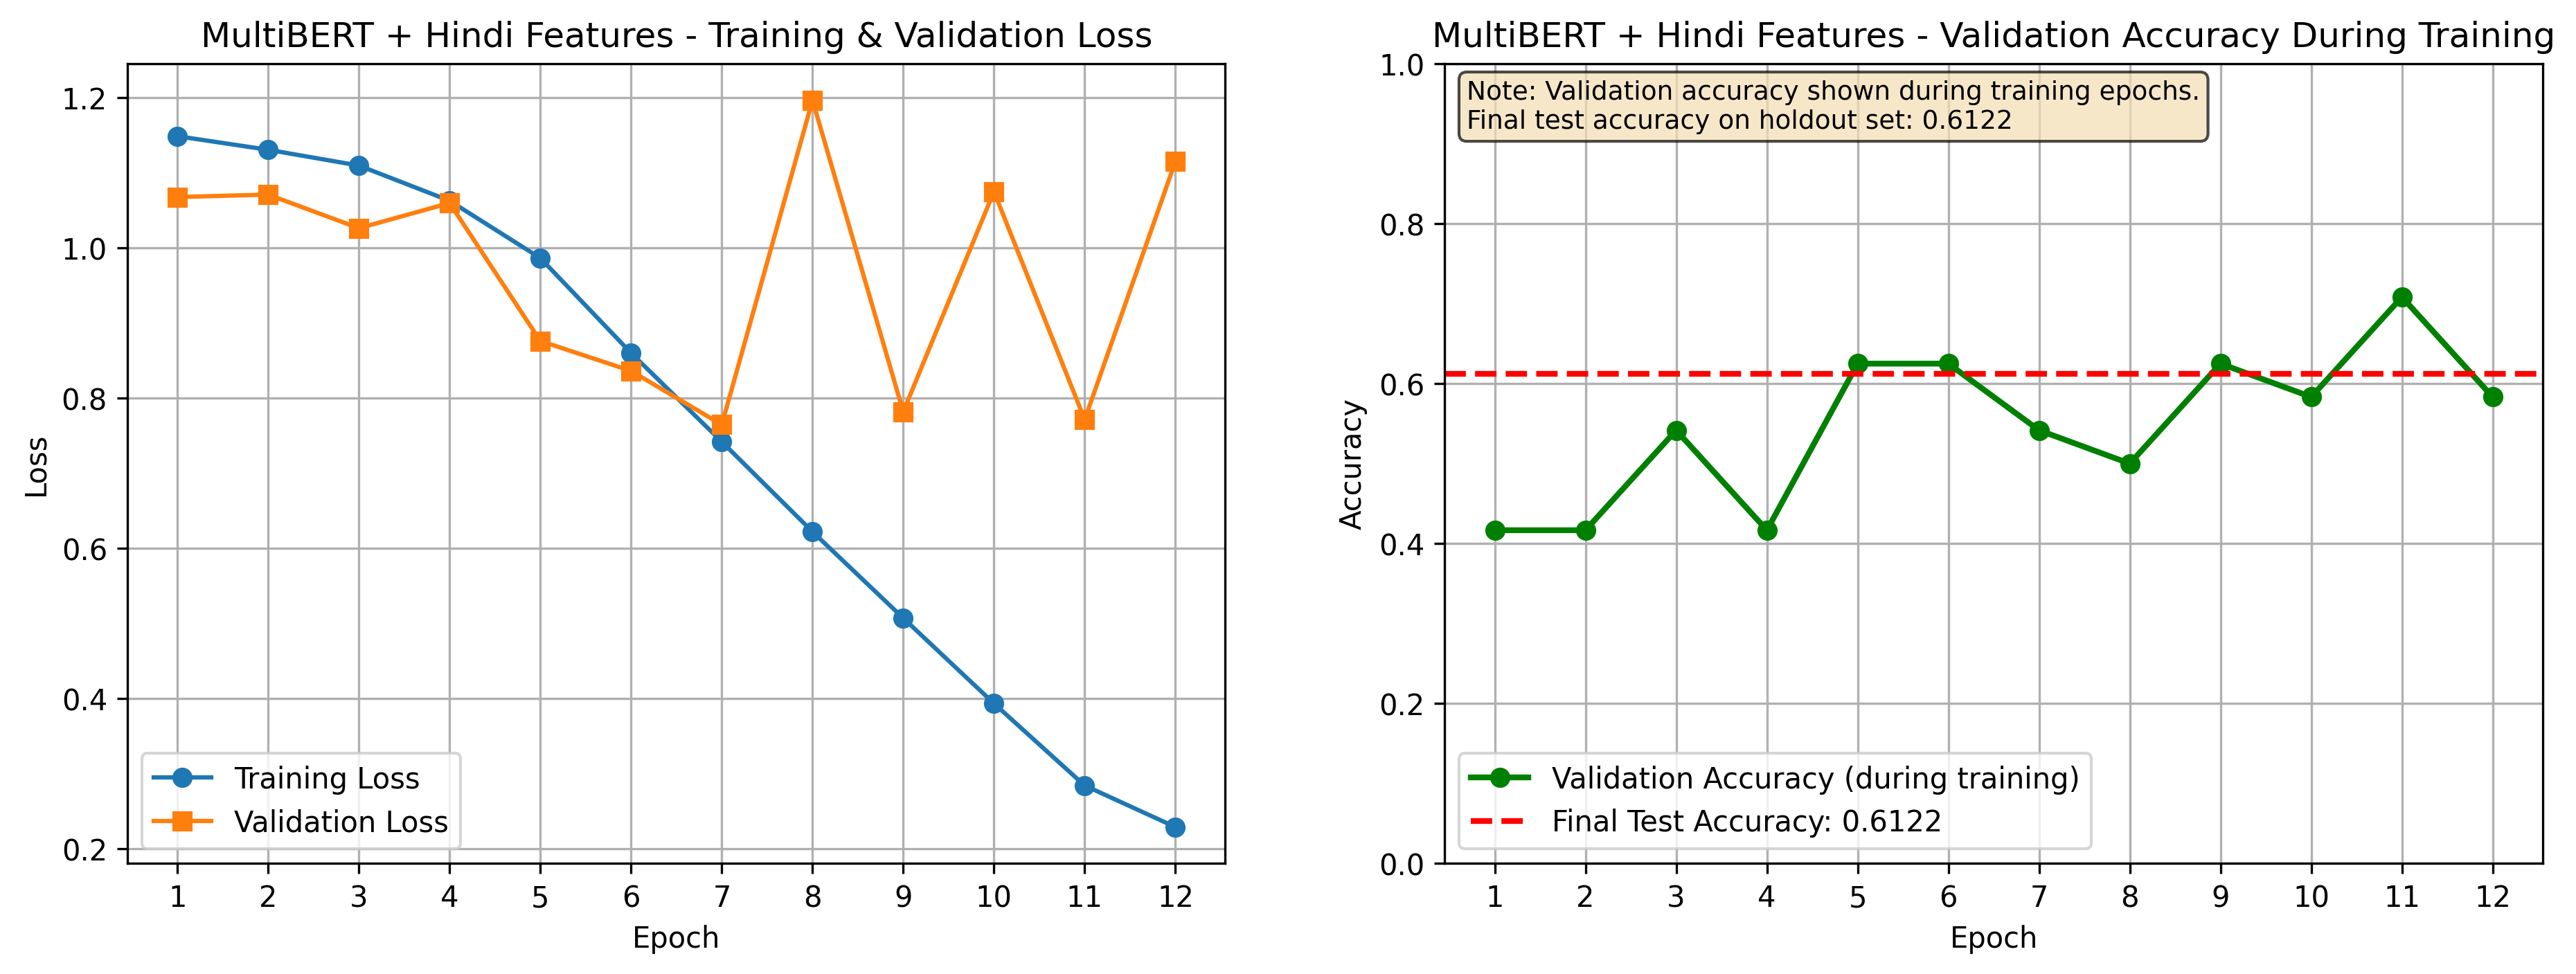 MultiBERT + Hindi Features - Training & Validation Loss
1.2
1.0
0.8
0.6
0.4
0.2
Loss
Training Loss
Validation Loss
1 2 3 4 5 6 7 8 9 10 11 12
Epoch
MultiBERT + Hindi Features - Validation Accuracy During Training
1.0
0.8
0.6
0.4
0.2
0.0
Accuracy
Note: Validation accuracy shown during training epochs.
Final test accuracy on holdout set: 0.6122
Validation Accuracy (during training)
Final Test Accuracy: 0.6122
1 2 3 4 5 6 7 8 9 10 11 12
Epoch